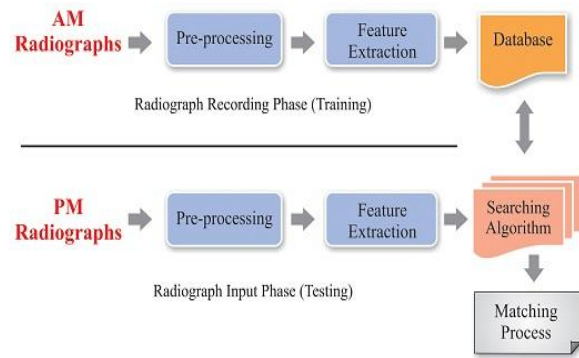 AM
Radiographs
Pre-processing
Feature
Extraction
Database
Radiograph Recording Phase (Training)
PM
Radiographs
Pre-processing
Feature
Extraction
Searching
Algorithm
Radiograph Input Phase (Testing)
Matching
Process